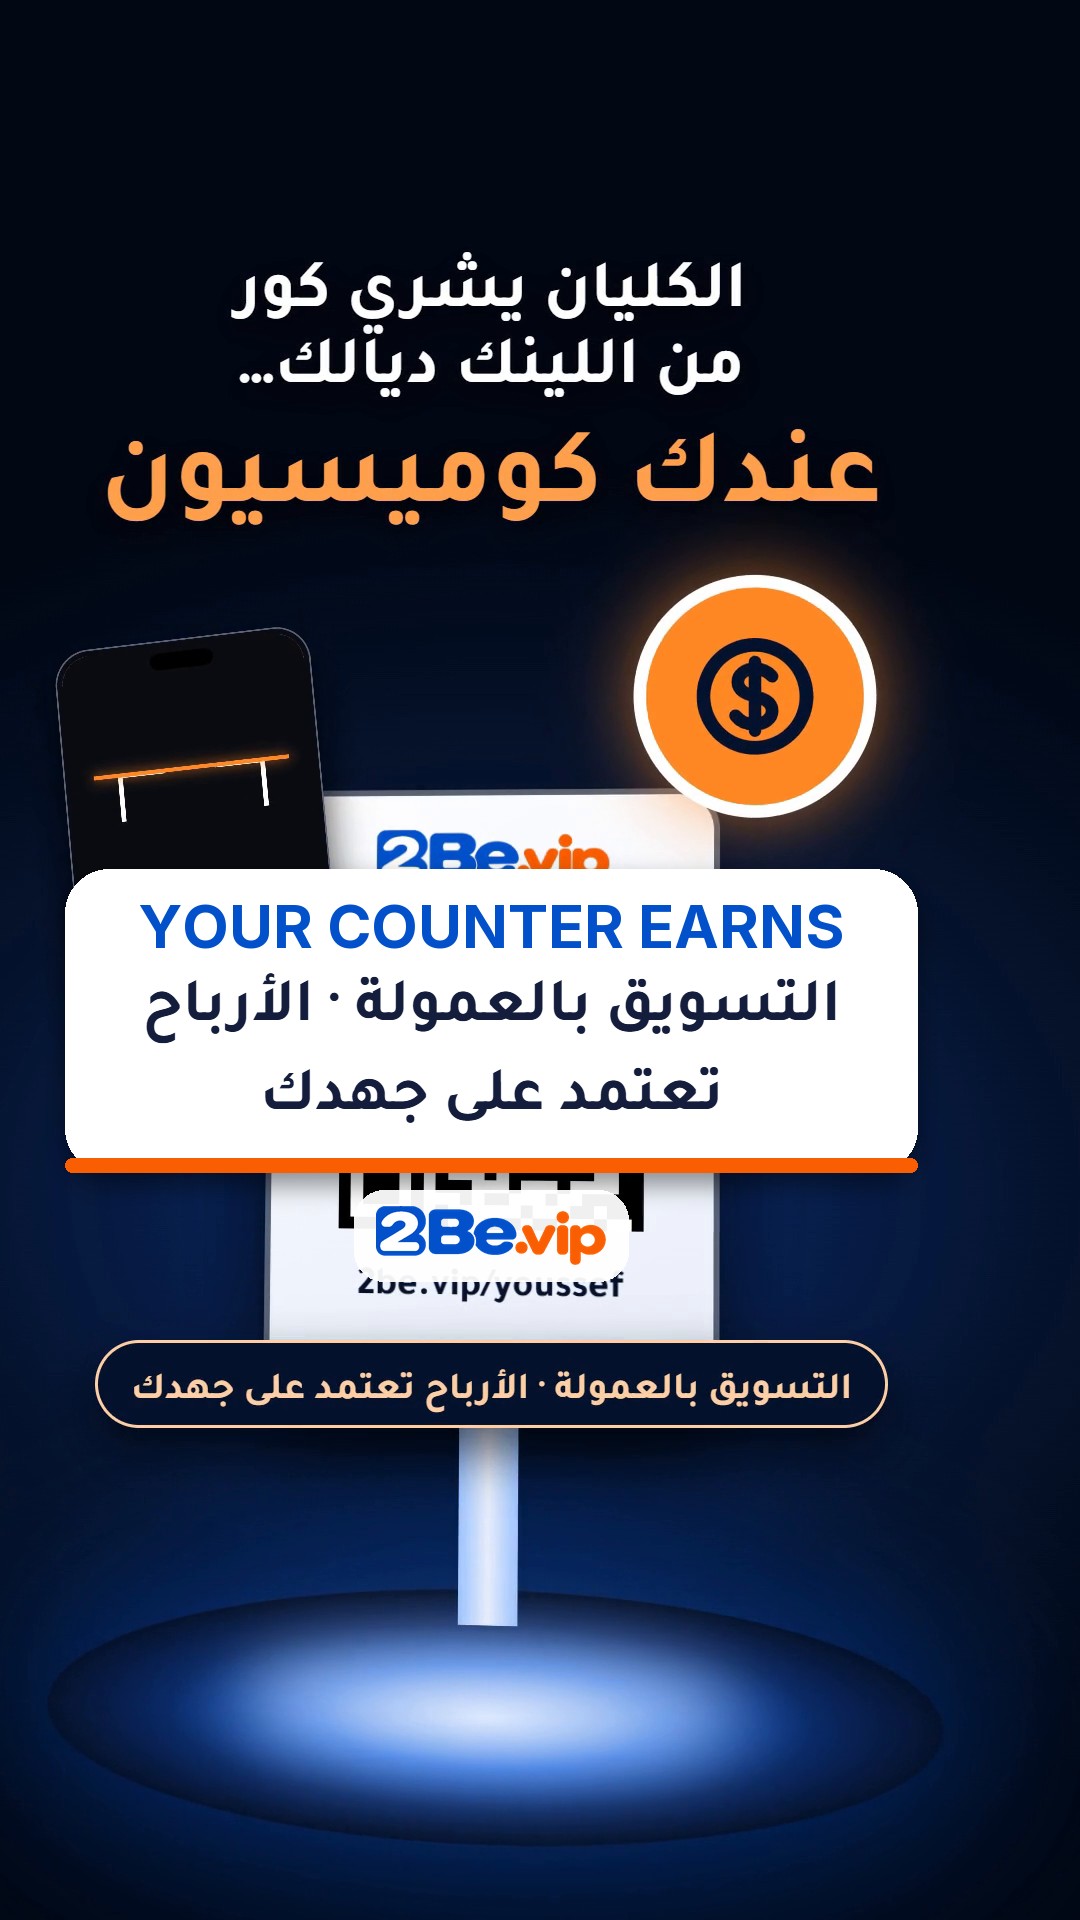 الكليان يشري كور
من اللينك ديالك...
عندك كوميسيون
2Be.vip
YOUR COUNTER EARNS
التسويق بالعمولة · الأرباح
تعتمد على جهدك
2Be.vip
2be.vip/youssef
التسويق بالعمولة · الأرباح تعتمد على جهدك